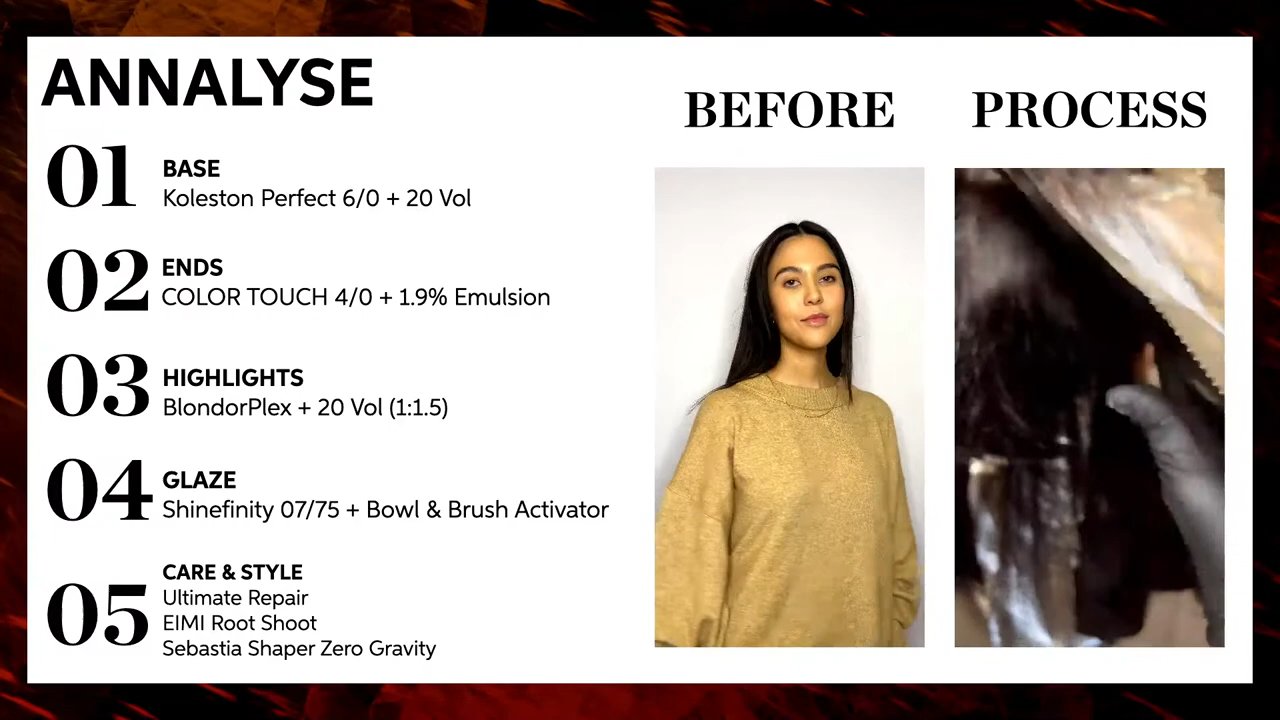 ANNALYSE
01
BASE
Koleston Perfect 6/0 + 20 Vol
02
ENDS
COLOR TOUCH 4/0 + 1.9% Emulsion
03
HIGHLIGHTS
BlondorPlex + 20 Vol (1:1.5)
04
GLAZE
Shinefinity 07/75 + Bowl & Brush Activator
05
CARE & STYLE
Ultimate Repair
EIMI Root Shoot
Sebastia Shaper Zero Gravity
BEFORE
PROCESS